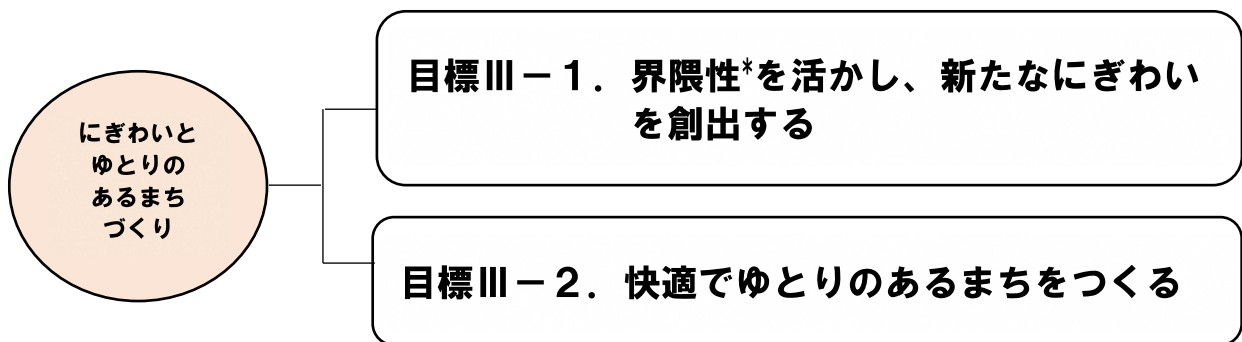 にぎわいと
ゆとりの
あるまち
づくり
目標Ⅲ－１．界隈性*を活かし、新たなにぎわい
を創出する
目標Ⅲ－２．快適でゆとりのあるまちをつくる